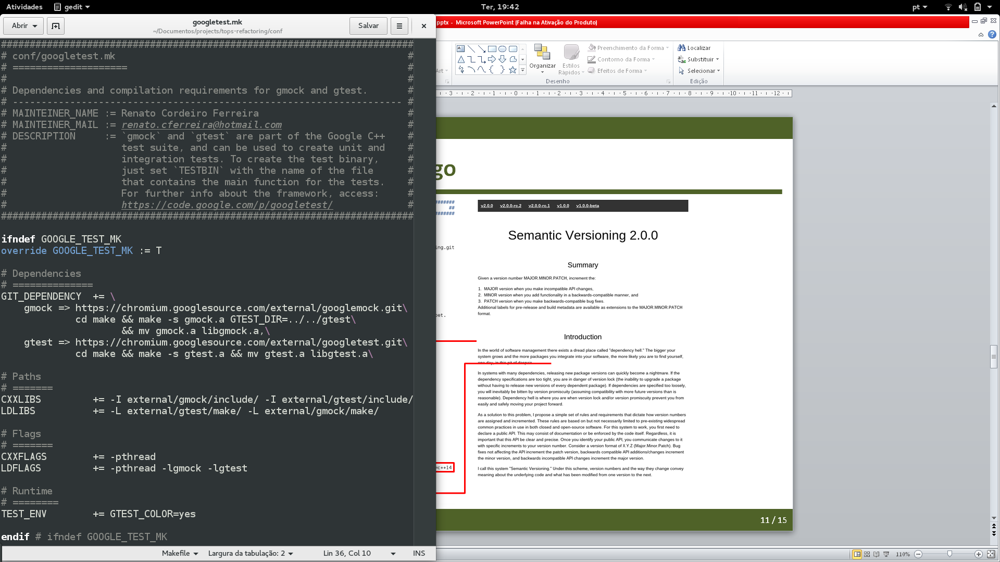 Atividades
gedit
Ter, 19:42
pt
Abrir
googletest.mk
~/Documentos/projects/tops-refactoring/conf
Salvar
########################################################################
# conf/googletest.mk #
# ==================== #
# #
# Dependencies and compilation requirements for gmock and gtest. #
# -------------------------------------------------------------------- #
# MAINTEINER_NAME := Renato Cordeiro Ferreira #
# MAINTEINER_MAIL := renato.cferreira@hotmail.com #
# DESCRIPTION := `gmock` and `gtest` are part of the Google C++ #
# test suite, and can be used to create unit and #
# integration tests. To create the test binary, #
# just set `TESTBIN` with the name of the file #
# that contains the main function for the tests. #
# For further info about the framework, access: #
# https://code.google.com/p/googletest/ #
########################################################################
ifndef GOOGLE_TEST_MK
override GOOGLE_TEST_MK := T
# Dependencies
# ==============
GIT_DEPENDENCY += \
gmock => https://chromium.googlesource.com/external/googlemock.git\
cd make && make -s gmock.a GTEST_DIR=../../gtest\
&& mv gmock.a libgmock.a,\
gtest => https://chromium.googlesource.com/external/googletest.git\
cd make && make -s gtest.a && mv gtest.a libgtest.a\
# Paths
# =======
CXXLIBS += -I external/gmock/include/ -I external/gtest/include/
LDLIBS += -L external/gtest/make/ -L external/gmock/make/
# Flags
# =======
CXXFLAGS += -pthread
LDFLAGS += -pthread -lgmock -lgtest
# Runtime
# ========
TEST_ENV += GTEST_COLOR=yes
endif # ifndef GOOGLE_TEST_MK
Makefile
Largura da tabulação: 2
Lin 36, Col 10
INS
pptx - Microsoft PowerPoint (Falha na Ativação do Produto)
Art
Organizar
Estilos Rápidos
Preenchimento da Forma
Contorno da Forma
Efeitos de Forma
Desenho
Localizar
Substituir
Selecionar
Edição
3 2 1 0 1 2 3 4 5 6 7 8 9 10 11 12
go
#######
##
#######
ing.git
pet.
=c++14
v2.0.0 v2.0.0-rc.2 v2.0.0-rc.1 v1.0.0 v1.0.0-beta
Semantic Versioning 2.0.0
Summary
Given a version number MAJOR.MINOR.PATCH, increment the:
1. MAJOR version when you make incompatible API changes,
2. MINOR version when you add functionality in a backwards-compatible manner, and
3. PATCH version when you make backwards-compatible bug fixes.
Additional labels for pre-release and build metadata are available as extensions to the MAJOR.MINOR.PATCH
format.
Introduction
In the world of software management there exists a dread place called "dependency hell." The bigger your
system grows and the more packages you integrate into your software, the more likely you are to find yourself,
one day, in this pit of despair.
In systems with many dependencies, releasing new package versions can quickly become a nightmare. If the
dependency specifications are too tight, you are in danger of version lock (the inability to upgrade a package
without having to release new versions of every dependent package). If dependencies are specified too loosely,
you will inevitably be bitten by version promiscuity (assuming compatibility with more future versions than is
reasonable). Dependency hell is where you are when version lock and/or version promiscuity prevent you from
easily and safely moving your project forward.
As a solution to this problem, I propose a simple set of rules and requirements that dictate how version numbers
are assigned and incremented. These rules are based on but not necessarily limited to pre-existing widespread
common practices in use in both closed and open-source software. For this system to work, you first need to
declare a public API. This may consist of documentation or be enforced by the code itself. Regardless, it is
important that this API be clear and precise. Once you identify your public API, you communicate changes to it
with specific increments to your version number. Consider a version format of X.Y.Z (Major.Minor.Patch). Bug
fixes not affecting the API increment the patch version, backwards compatible API additions/changes increment
the minor version, and backwards incompatible API changes increment the major version.
I call this system "Semantic Versioning." Under this scheme, version numbers and the way they change convey
meaning about the underlying code and what has been modified from one version to the next.
11 / 15
110%